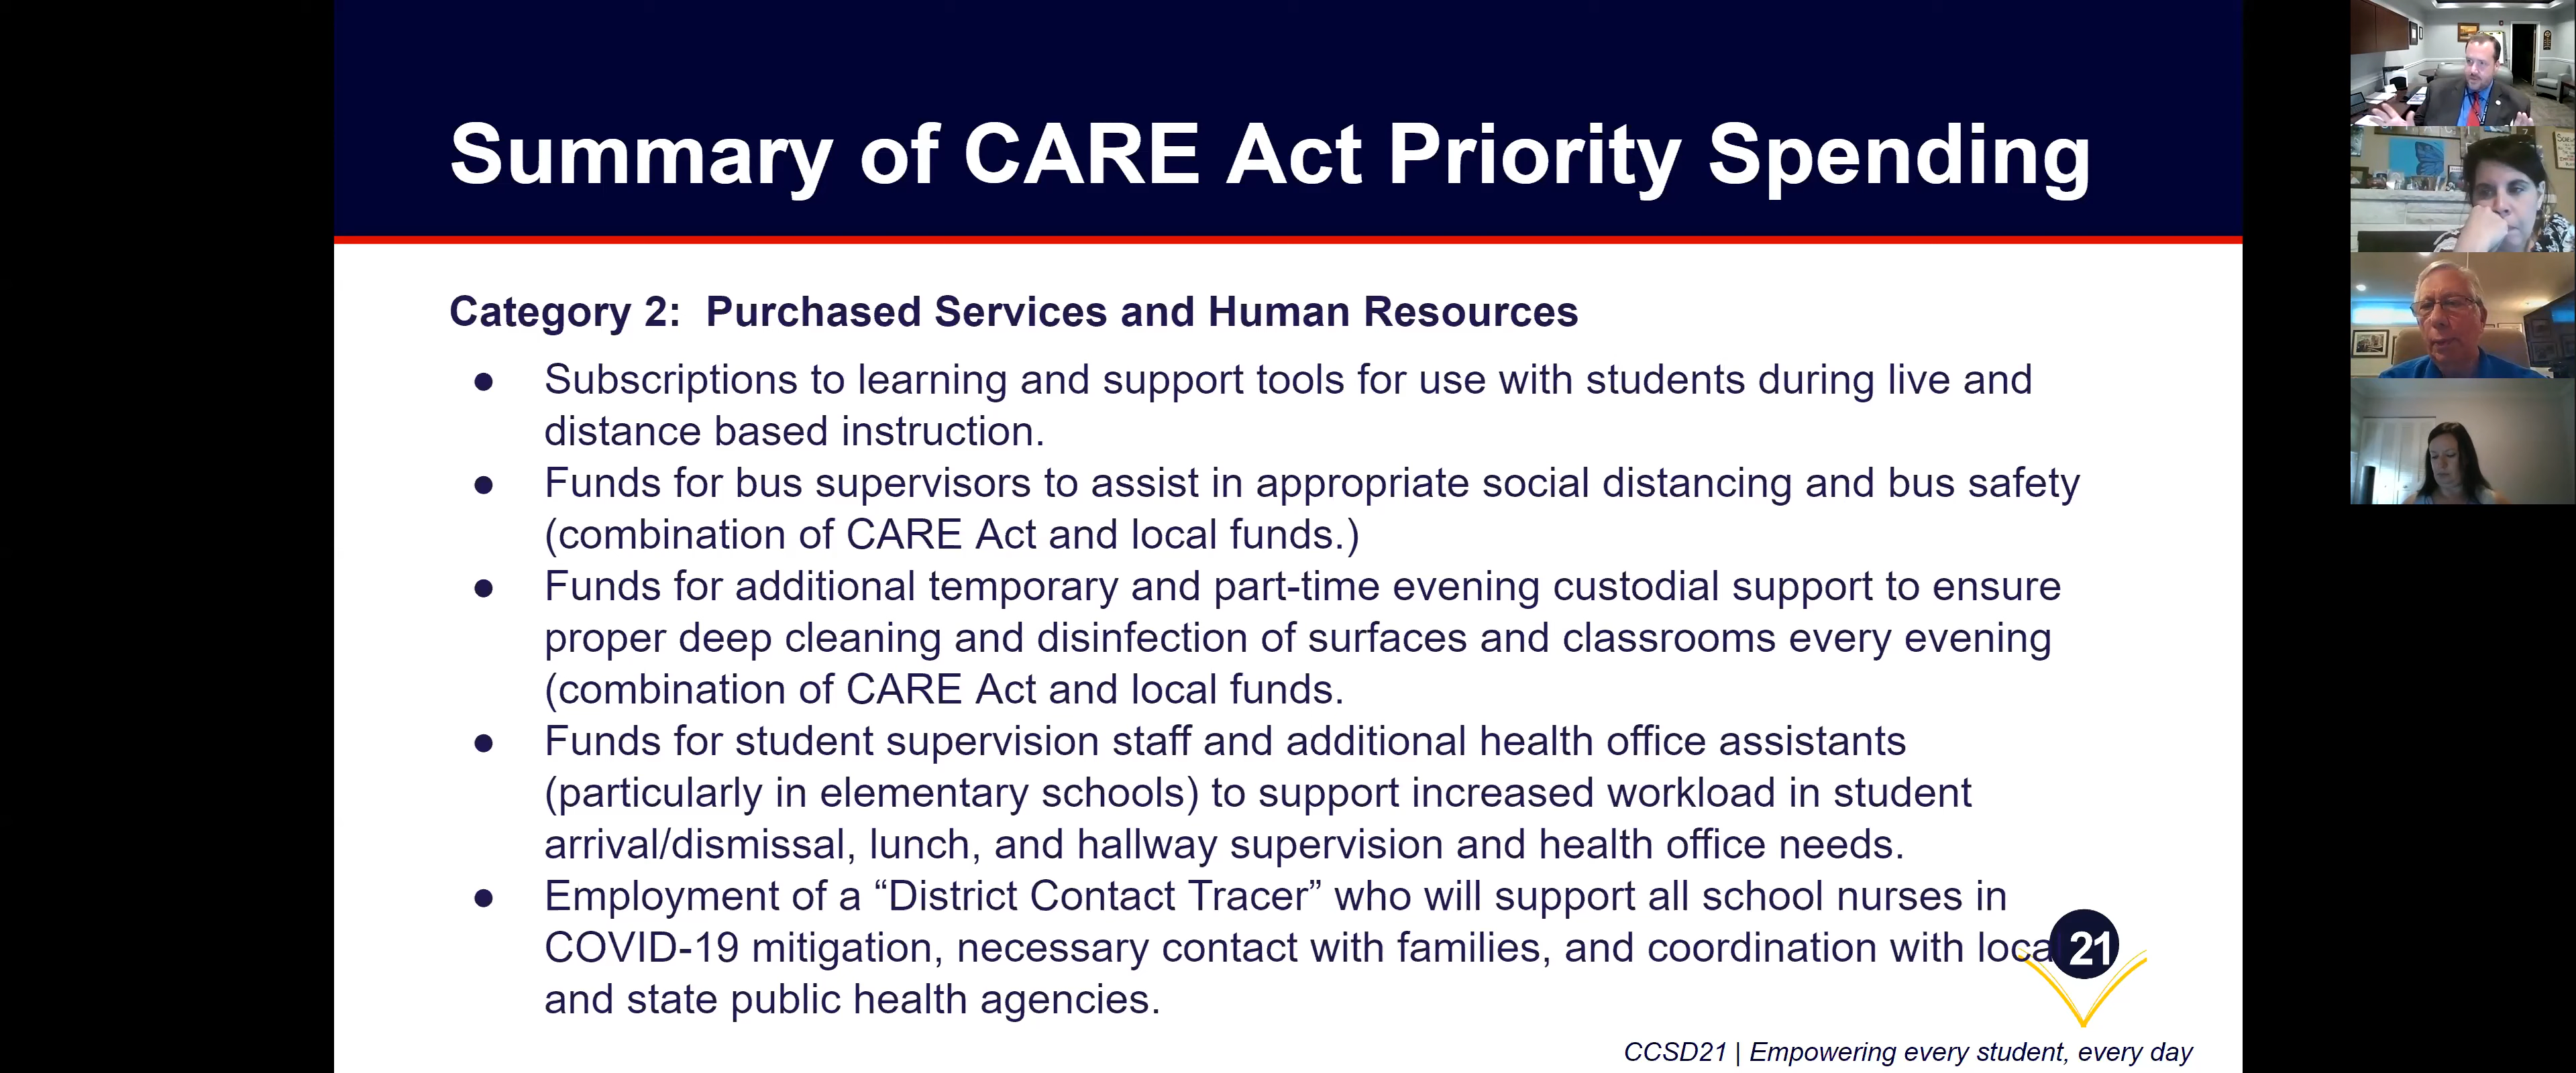 Summary of CARE Act Priority Spending
Category 2: Purchased Services and Human Resources
● Subscriptions to learning and support tools for use with students during live and
distance based instruction.
● Funds for bus supervisors to assist in appropriate social distancing and bus safety
(combination of CARE Act and local funds.)
● Funds for additional temporary and part-time evening custodial support to ensure
proper deep cleaning and disinfection of surfaces and classrooms every evening
(combination of CARE Act and local funds.
● Funds for student supervision staff and additional health office assistants
(particularly in elementary schools) to support increased workload in student
arrival/dismissal, lunch, and hallway supervision and health office needs.
● Employment of a “District Contact Tracer” who will support all school nurses in
COVID-19 mitigation, necessary contact with families, and coordination with local
and state public health agencies.
21
CCSD21 | Empowering every student, every day